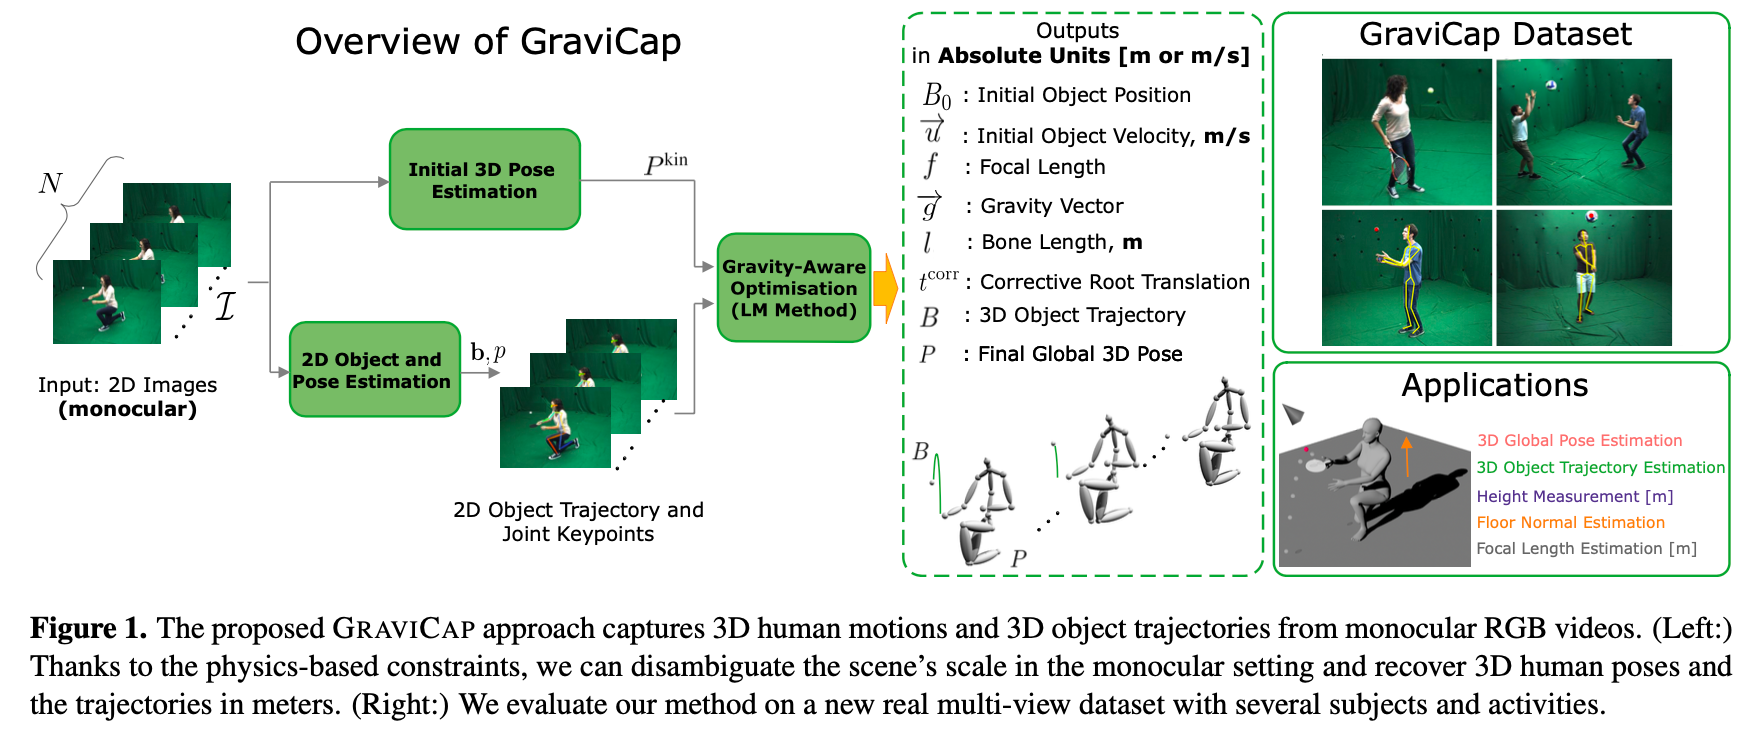 Overview of GraviCap
N
I
Input: 2D Images
(monocular)
Initial 3D Pose
Estimation
P^kin
2D Object and
Pose Estimation
b, p
2D Object Trajectory and
Joint Keypoints
Gravity-Aware
Optimisation
(LM Method)
Outputs
in Absolute Units [m or m/s]
B_0 : Initial Object Position
u⃗ : Initial Object Velocity, m/s
f : Focal Length
g⃗ : Gravity Vector
l : Bone Length, m
t^corr : Corrective Root Translation
B : 3D Object Trajectory
P : Final Global 3D Pose
B
P
GraviCap Dataset
Applications
3D Global Pose Estimation
3D Object Trajectory Estimation
Height Measurement [m]
Floor Normal Estimation
Focal Length Estimation [m]
Figure 1. The proposed GRAVICAP approach captures 3D human motions and 3D object trajectories from monocular RGB videos. (Left:)
Thanks to the physics-based constraints, we can disambiguate the scene's scale in the monocular setting and recover 3D human poses and
the trajectories in meters. (Right:) We evaluate our method on a new real multi-view dataset with several subjects and activities.